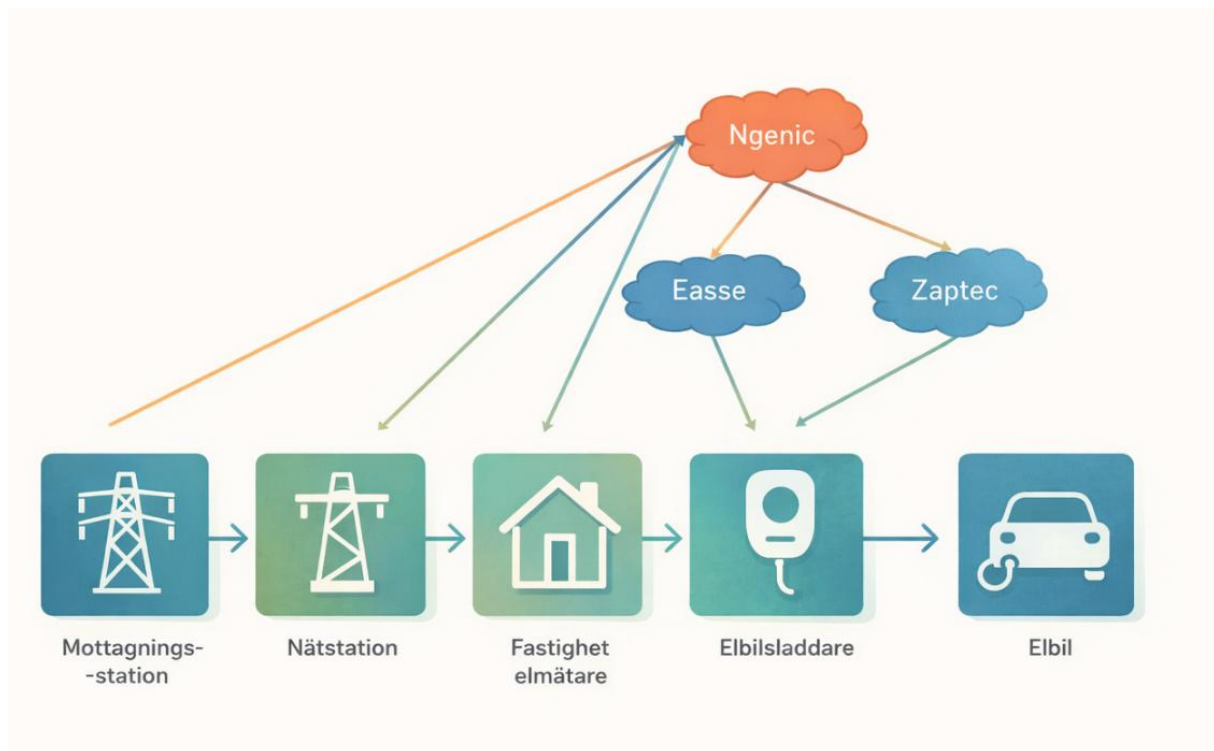 Ngenic
Easse
Zaptec
Mottagnings-
-station
Nätstation
Fastighet
elmätare
Elbilsladdare
Elbil